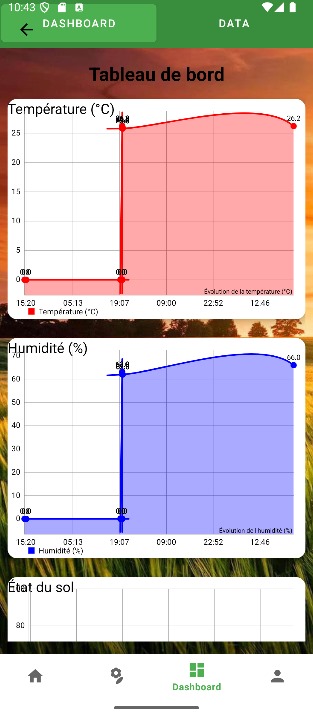 10:43
DASHBOARD
DATA
Tableau de bord
Température (°C)
26.2
25
20
15
10
5
0
0.0
0.0
Évolution de la température (°C)
15:20 05:13 19:07 09:00 22:52 12:46
Température (°C)
Humidité (%)
70
66.0
60
50
40
30
20
10
0
0.0
0.0
Évolution de l'humidité (%)
15:20 05:13 19:07 09:00 22:52 12:46
Humidité (%)
État du sol
100
80
Dashboard